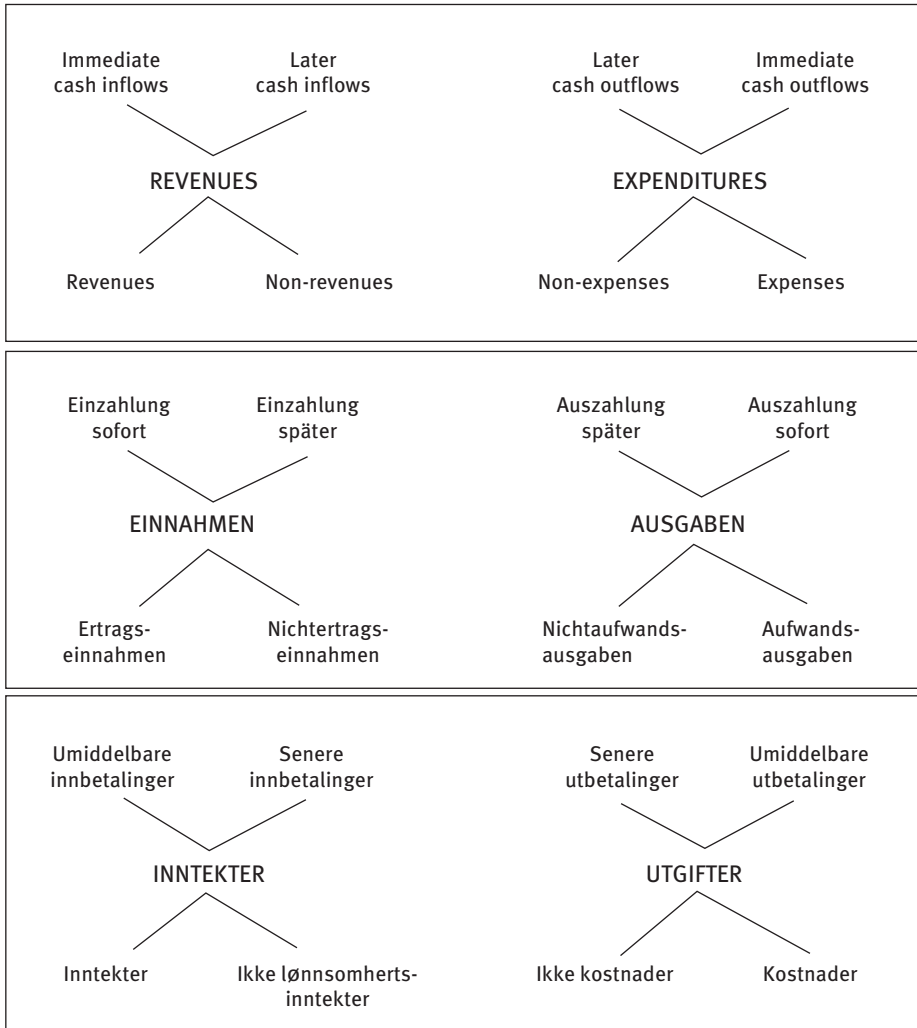 Immediate Later Later Immediate
cash inflows cash inflows cash outflows cash outflows
REVENUES EXPENDITURES
Revenues Non-revenues Non-expenses Expenses
Einzahlung Einzahlung Auszahlung Auszahlung
sofort später später sofort
EINNAHMEN AUSGABEN
Ertrags- Nichtertrags- Nichtaufwands- Aufwands-
einnahmen einnahmen ausgaben ausgaben
Umiddelbare Senere Senere Umiddelbare
innbetalinger innbetalinger utbetalinger utbetalinger
INNTEKTER UTGIFTER
Inntekter Ikke lønnsomherts- Ikke kostnader Kostnader
inntekter